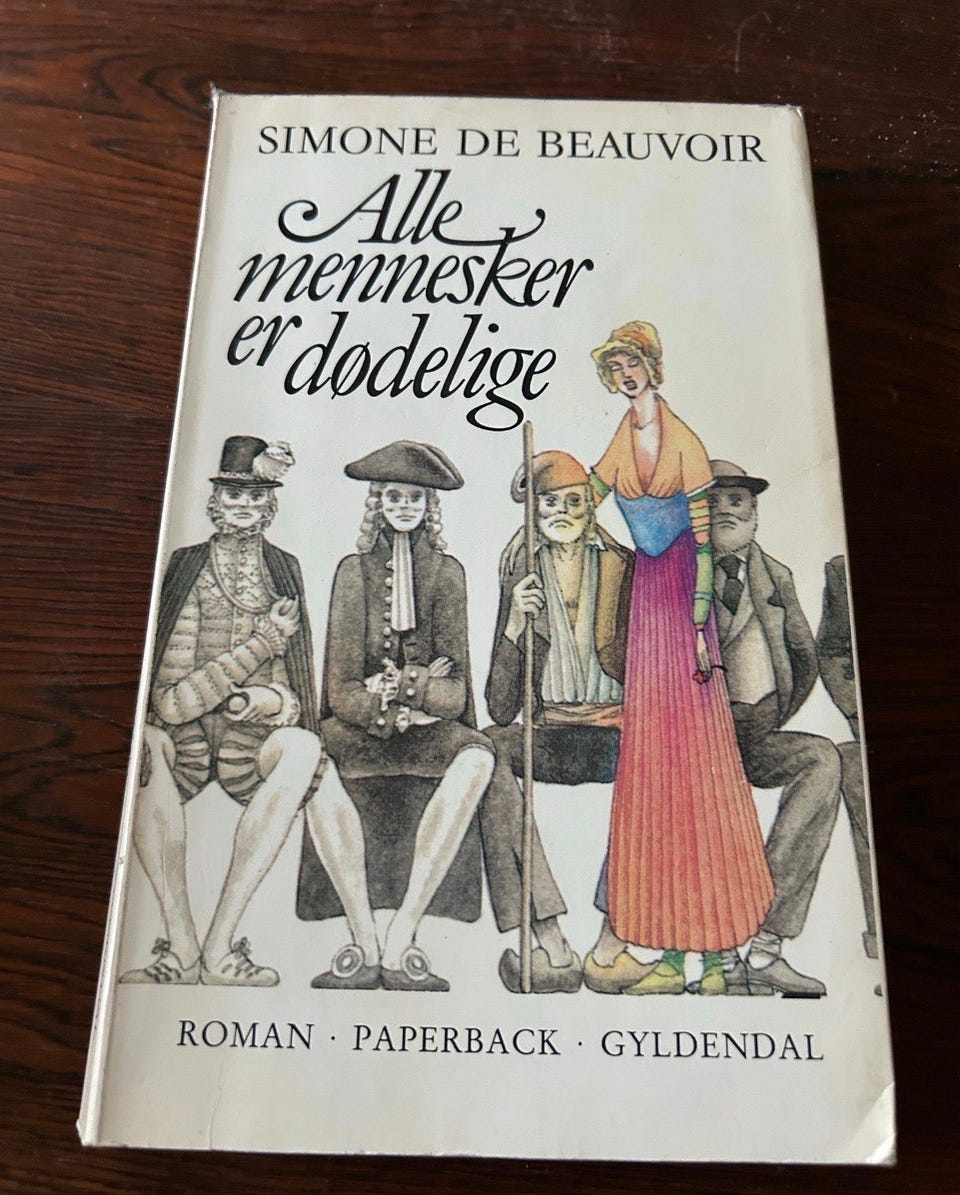 SIMONE DE BEAUVOIR
Alle
mennesker
er dødelige
ROMAN · PAPERBACK · GYLDENDAL